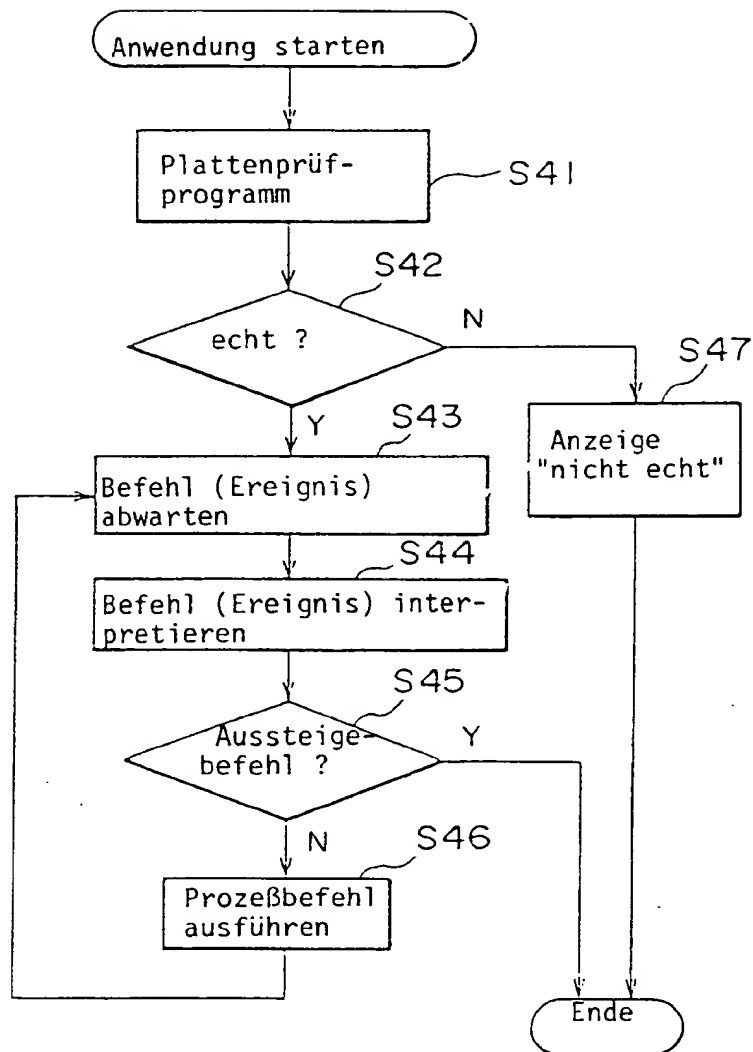 Anwendung starten
Plattenprüf-
programm
S41
S42
echt ?
N
Y
S47
Anzeige
"nicht echt"
S43
Befehl (Ereignis)
abwarten
S44
Befehl (Ereignis) inter-
pretieren
S45
Aussteige-
befehl ?
Y
N
S46
Prozeßbefehl
ausführen
Ende